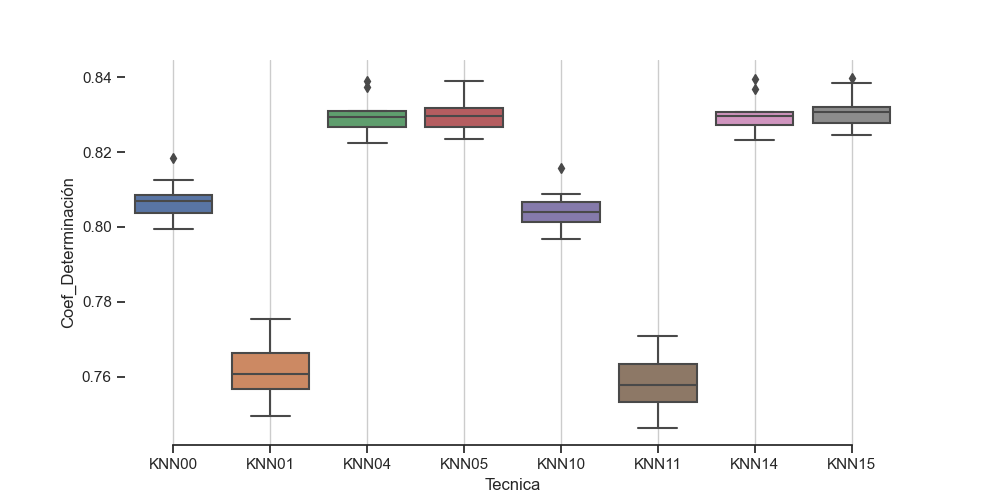 Coef_Determinación
0.84
0.82
0.80
0.78
0.76
KNN00 KNN01 KNN04 KNN05 KNN10 KNN11 KNN14 KNN15
Tecnica